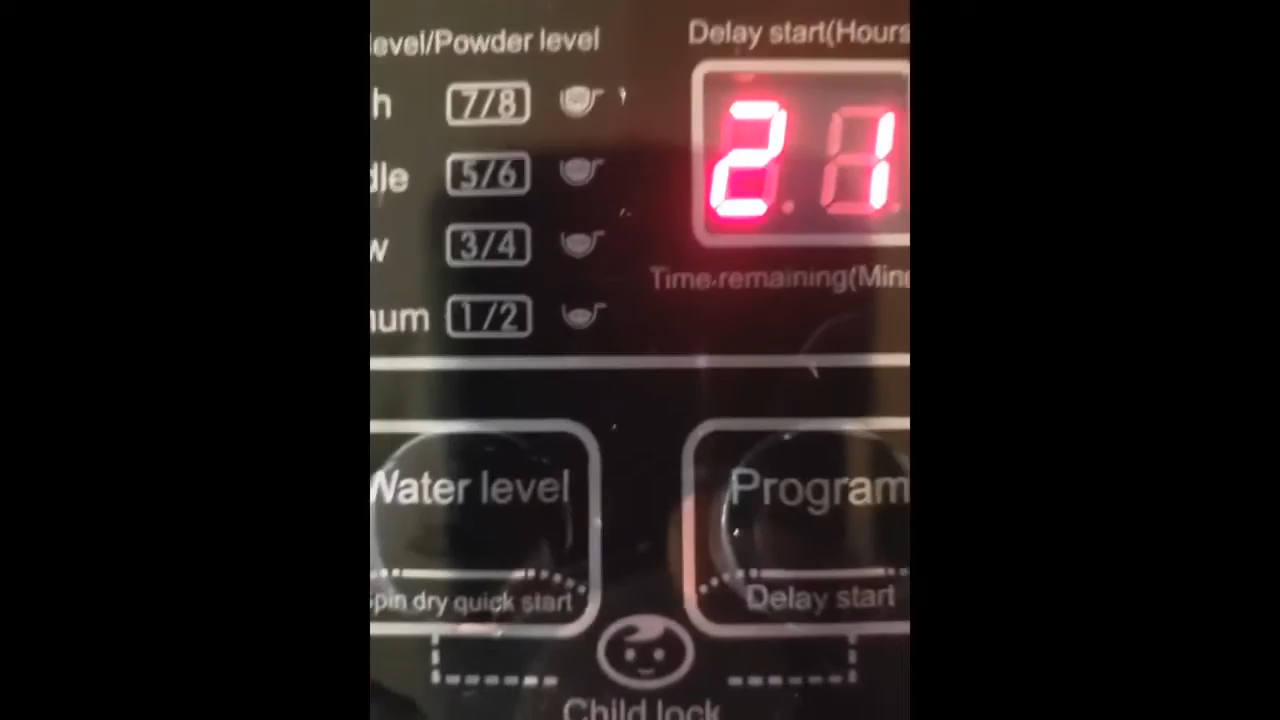 level/Powder level
Delay start(Hours
h 7/8
dle 5/6
w 3/4
num 1/2
21
Time remaining(Min
Water level
Program
Spin dry quick start
Delay start
Child lock